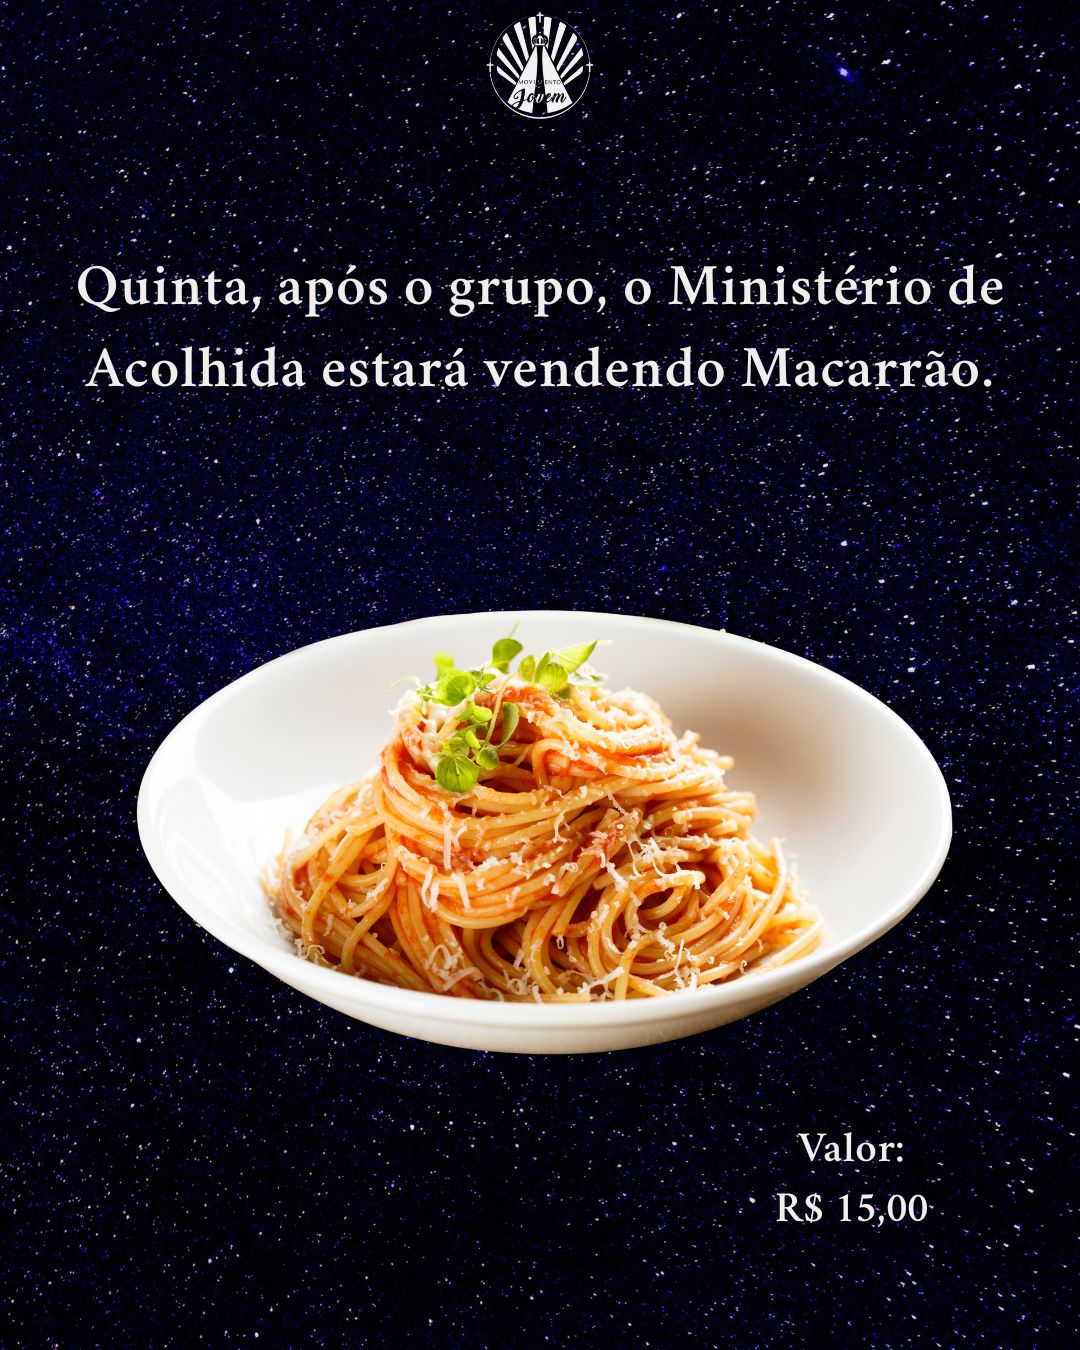 MOVIMENTO
Jovem
Quinta, após o grupo, o Ministério de
Acolhida estará vendendo Macarrão.
Valor:
R$ 15,00